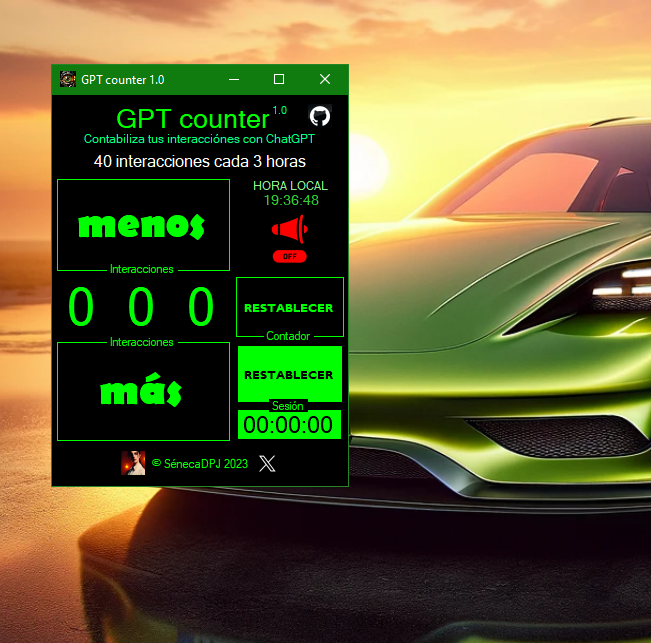 GPT counter 1.0
GPT counter 1.0
Contabiliza tus interacciónes con ChatGPT
40 interacciones cada 3 horas
menos
Interacciones
HORA LOCAL
19:36:48
OFF
0 0 0
RESTABLECER
Contador
Interacciones
más
RESTABLECER
Sesión
00:00:00
© SénecaDPJ 2023